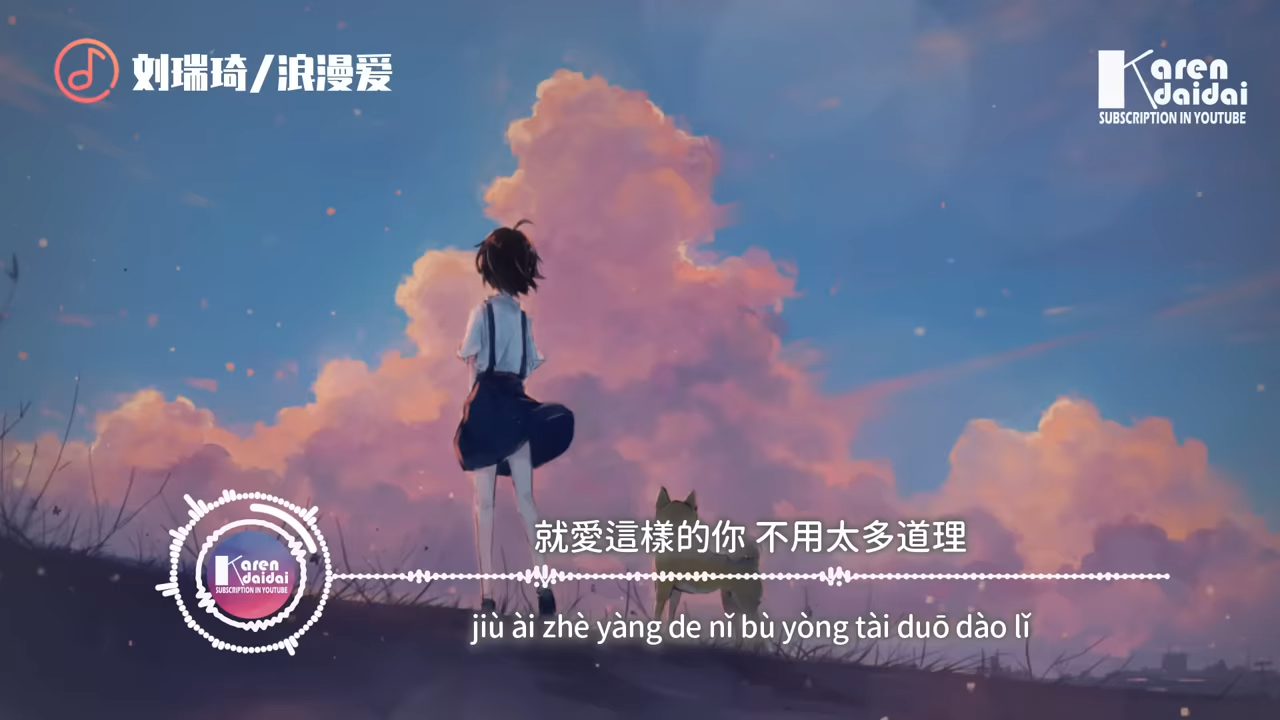 刘瑞琦/浪漫爱
Karen
daidai
SUBSCRIPTION IN YOUTUBE
就愛這樣的你 不用太多道理
Karen
daidai
SUBSCRIPTION IN YOUTUBE
jiù ài zhè yàng de nǐ bù yòng tài duō dào lǐ